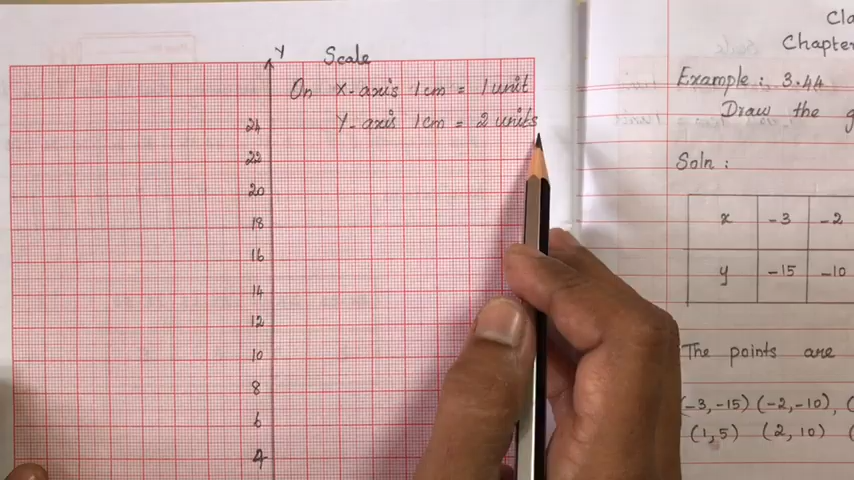 Y
Scale
On X-axis 1cm = 1 unit
Y-axis 1cm = 2 units
24
22
20
18
16
14
12
10
8
6
4
Chapter
Example: 3.44
Draw the
Soln:
x -3 -2
y -15 -10
The points are
(-3,-15) (-2,-10),
(1,5) (2,10)